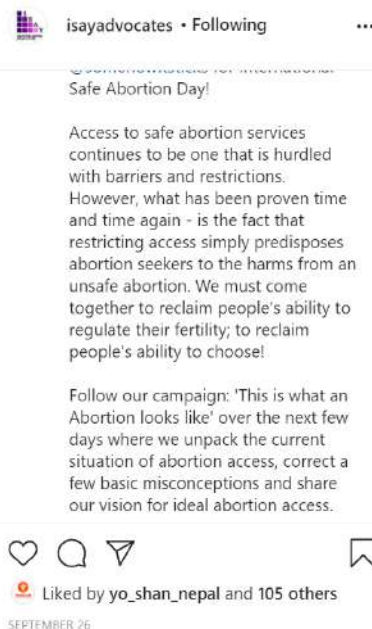 isayadvocates • Following
Safe Abortion Day!
Access to safe abortion services
continues to be one that is hurdled
with barriers and restrictions.
However, what has been proven time
and time again - is the fact that
restricting access simply predisposes
abortion seekers to the harms from an
unsafe abortion. We must come
together to reclaim people's ability to
regulate their fertility; to reclaim
people's ability to choose!
Follow our campaign: 'This is what an
Abortion looks like' over the next few
days where we unpack the current
situation of abortion access, correct a
few basic misconceptions and share
our vision for ideal abortion access.
Liked by yo_shan_nepal and 105 others
SEPTEMBER 26